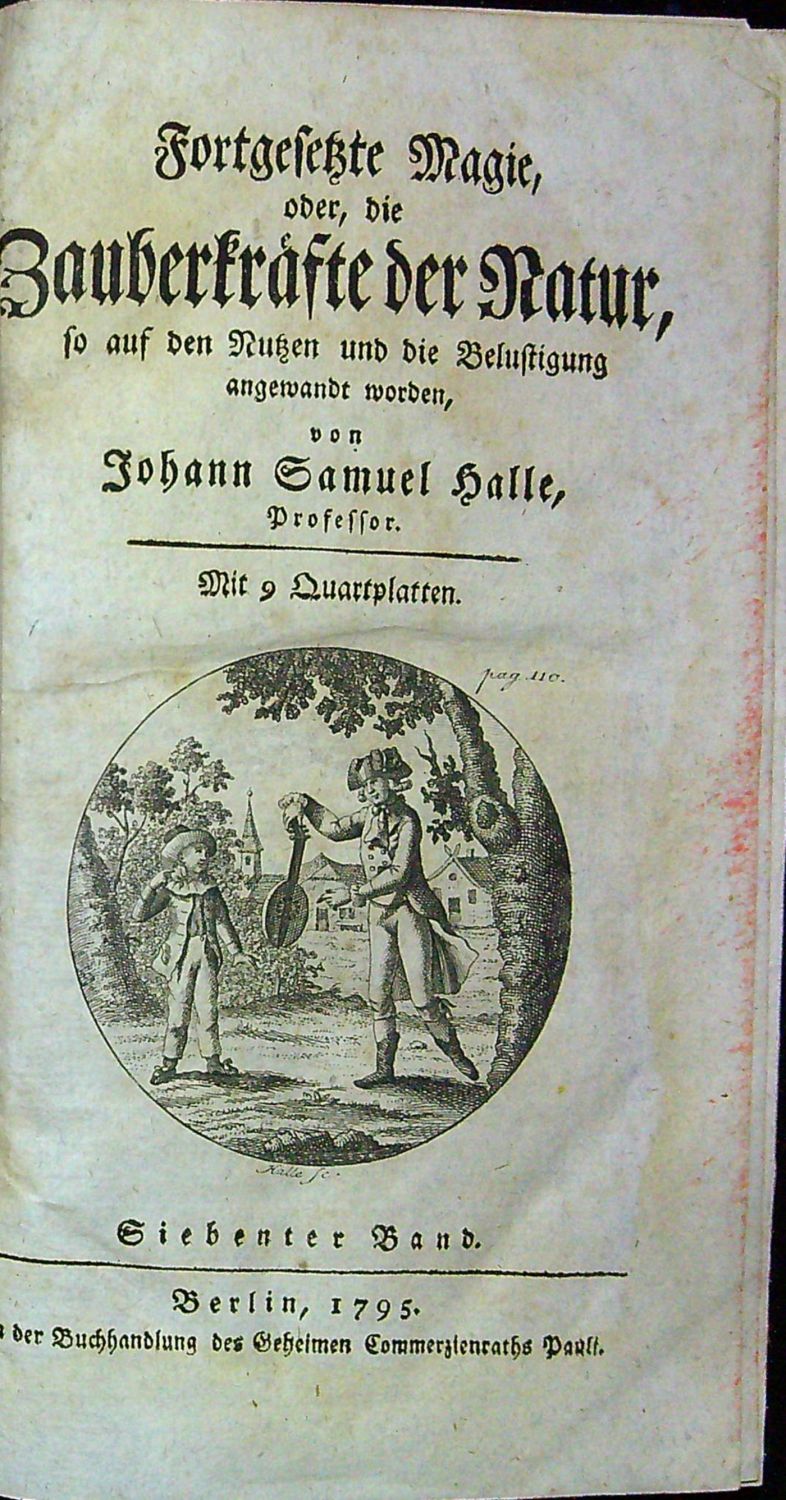 Fortgesetzte Magie,
oder, die
Zauberkräfte der Natur,
so auf den Nutzen und die Belustigung
angewandt worden,
von
Johann Samuel Halle,
Professor.
Mit 9 Quartplatten.
pag. 110.
Halle sc.
Siebenter Band.
Berlin, 1795.
der Buchhandlung des Geheimen Commerzienraths Pauli.